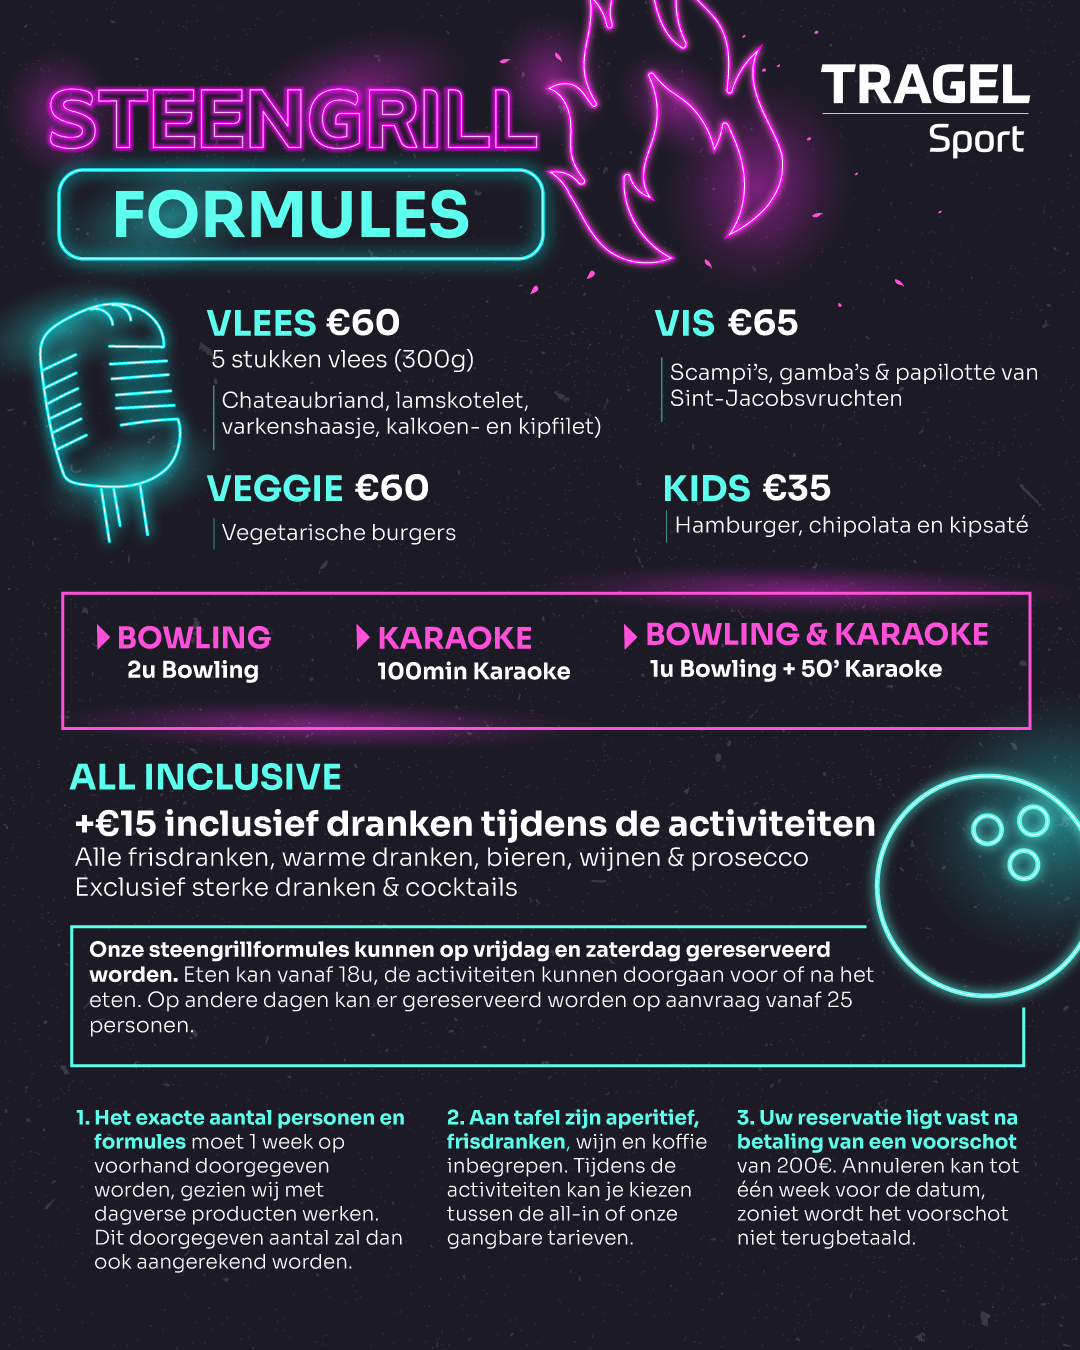 STEENGRILL
FORMULES
TRAGEL
Sport
VLEES €60
5 stukken vlees (300g)
Chateaubriand, lamskotelet,
varkenshaasje, kalkoen- en kipfilet)
VIS €65
Scampi's, gamba's & papilotte van
Sint-Jacobsvruchten
VEGGIE €60
Vegetarische burgers
KIDS €35
Hamburger, chipolata en kipsaté
BOWLING
2u Bowling
KARAOKE
100min Karaoke
BOWLING & KARAOKE
1u Bowling + 50' Karaoke
ALL INCLUSIVE
+€15 inclusief dranken tijdens de activiteiten
Alle frisdranken, warme dranken, bieren, wijnen & prosecco
Exclusief sterke dranken & cocktails
Onze steengrillformules kunnen op vrijdag en zaterdag gereserveerd
worden. Eten kan vanaf 18u, de activiteiten kunnen doorgaan voor of na het
eten. Op andere dagen kan er gereserveerd worden op aanvraag vanaf 25
personen.
1. Het exacte aantal personen en
formules moet 1 week op
voorhand doorgegeven
worden, gezien wij met
dagverse producten werken.
Dit doorgegeven aantal zal dan
ook aangerekend worden.
2. Aan tafel zijn aperitief,
frisdranken, wijn en koffie
inbegrepen. Tijdens de
activiteiten kan je kiezen
tussen de all-in of onze
gangbare tarieven.
3. Uw reservatie ligt vast na
betaling van een voorschot
van 200€. Annuleren kan tot
één week voor de datum,
zoniet wordt het voorschot
niet terugbetaald.